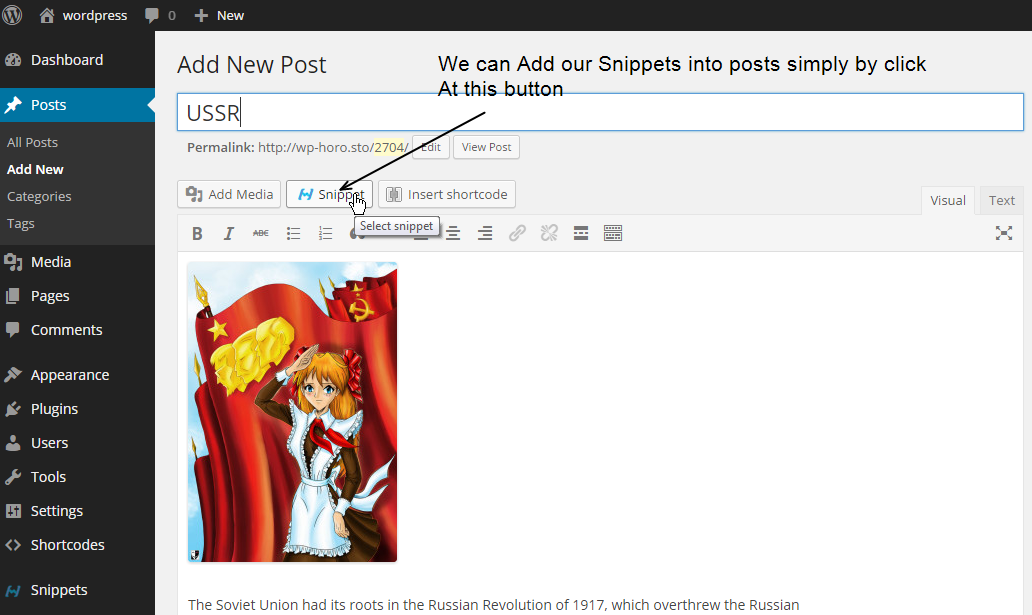 wordpress
0
New
Dashboard
Posts
All Posts
Add New
Categories
Tags
Media
Pages
Comments
Appearance
Plugins
Users
Tools
Settings
Shortcodes
Snippets
Add New Post
We can Add our Snippets into posts simply by click
At this button
USSR
Permalink: http://wp-horo.sto/2704/ Edit View Post
Add Media Snippet Insert shortcode
Visual Text
Select snippet
B I ABC
The Soviet Union had its roots in the Russian Revolution of 1917, which overthrew the Russian